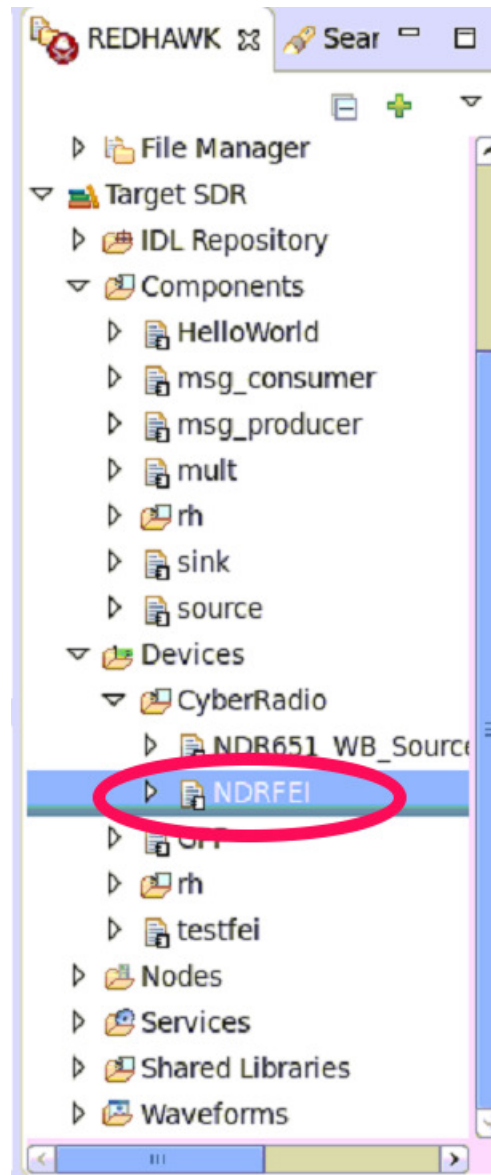 REDHAWK Sear
File Manager
Target SDR
IDL Repository
Components
HelloWorld
msg_consumer
msg_producer
mult
rh
sink
source
Devices
CyberRadio
NDR651_WB_Source
NDRFEI
rh
testfei
Nodes
Services
Shared Libraries
Waveforms